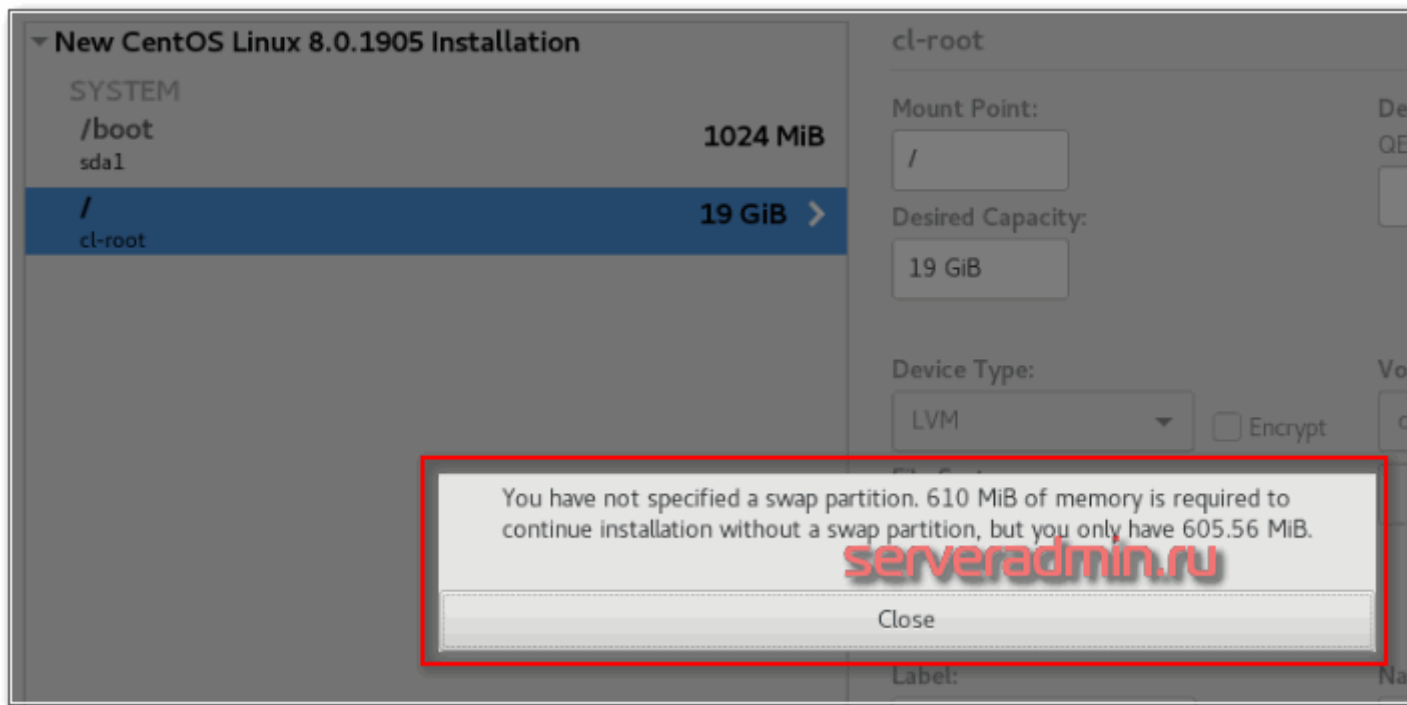 New CentOS Linux 8.0.1905 Installation
SYSTEM
/boot
1024 MiB
sda1
/
19 GiB
cl-root
cl-root
Mount Point:
/
Desired Capacity:
19 GiB
Device Type:
LVM
Encrypt
You have not specified a swap partition. 610 MiB of memory is required to
continue installation without a swap partition, but you only have 605.56 MiB.
serveradmin.ru
Close
Label: